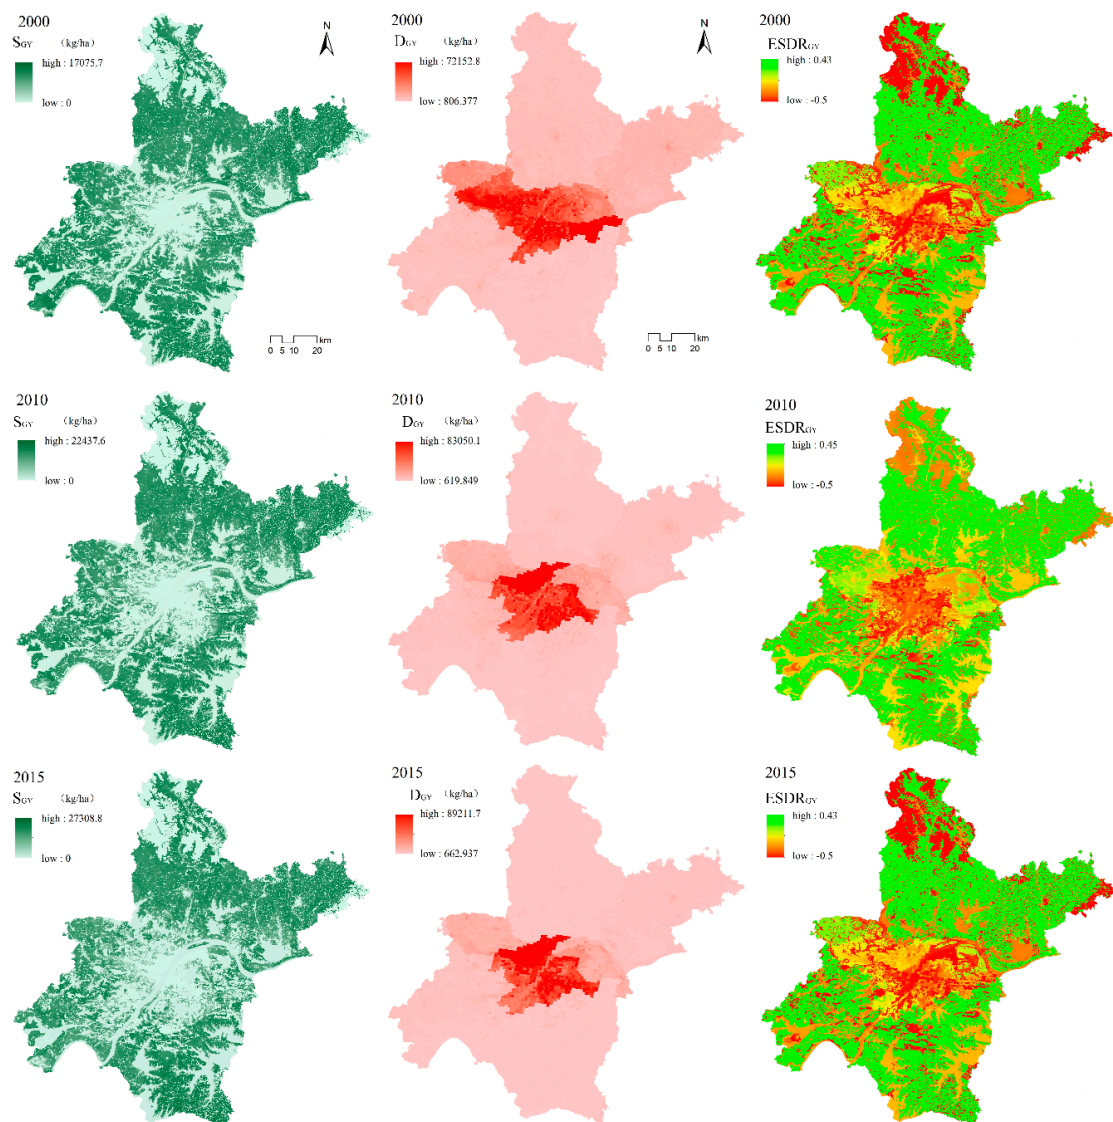 2000
SGY (kg/ha)
high : 17075.7
low : 0
N
0 5 10 20 km
2000
DGY (kg/ha)
high : 72152.8
low : 806.377
N
0 5 10 20 km
2000
ESDRGY
high : 0.43
low : -0.5
2010
SGY (kg/ha)
high : 22437.6
low : 0
2010
DGY (kg/ha)
high : 83050.1
low : 619.849
2010
ESDRGY
high : 0.45
low : -0.5
2015
SGY (kg/ha)
high : 27308.8
low : 0
2015
DGY (kg/ha)
high : 89211.7
low : 662.937
2015
ESDRGY
high : 0.43
low : -0.5